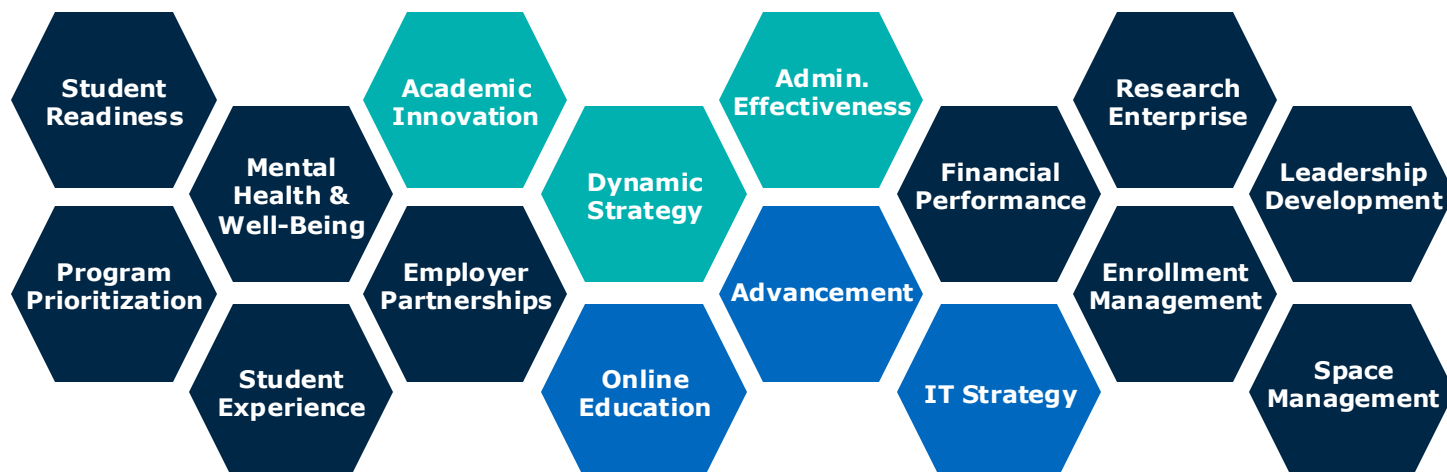 Student
Readiness
Mental
Health &
Well-Being
Academic
Innovation
Dynamic
Strategy
Admin.
Effectiveness
Financial
Performance
Research
Enterprise
Leadership
Development
Program
Prioritization
Student
Experience
Employer
Partnerships
Online
Education
Advancement
IT Strategy
Enrollment
Management
Space
Management